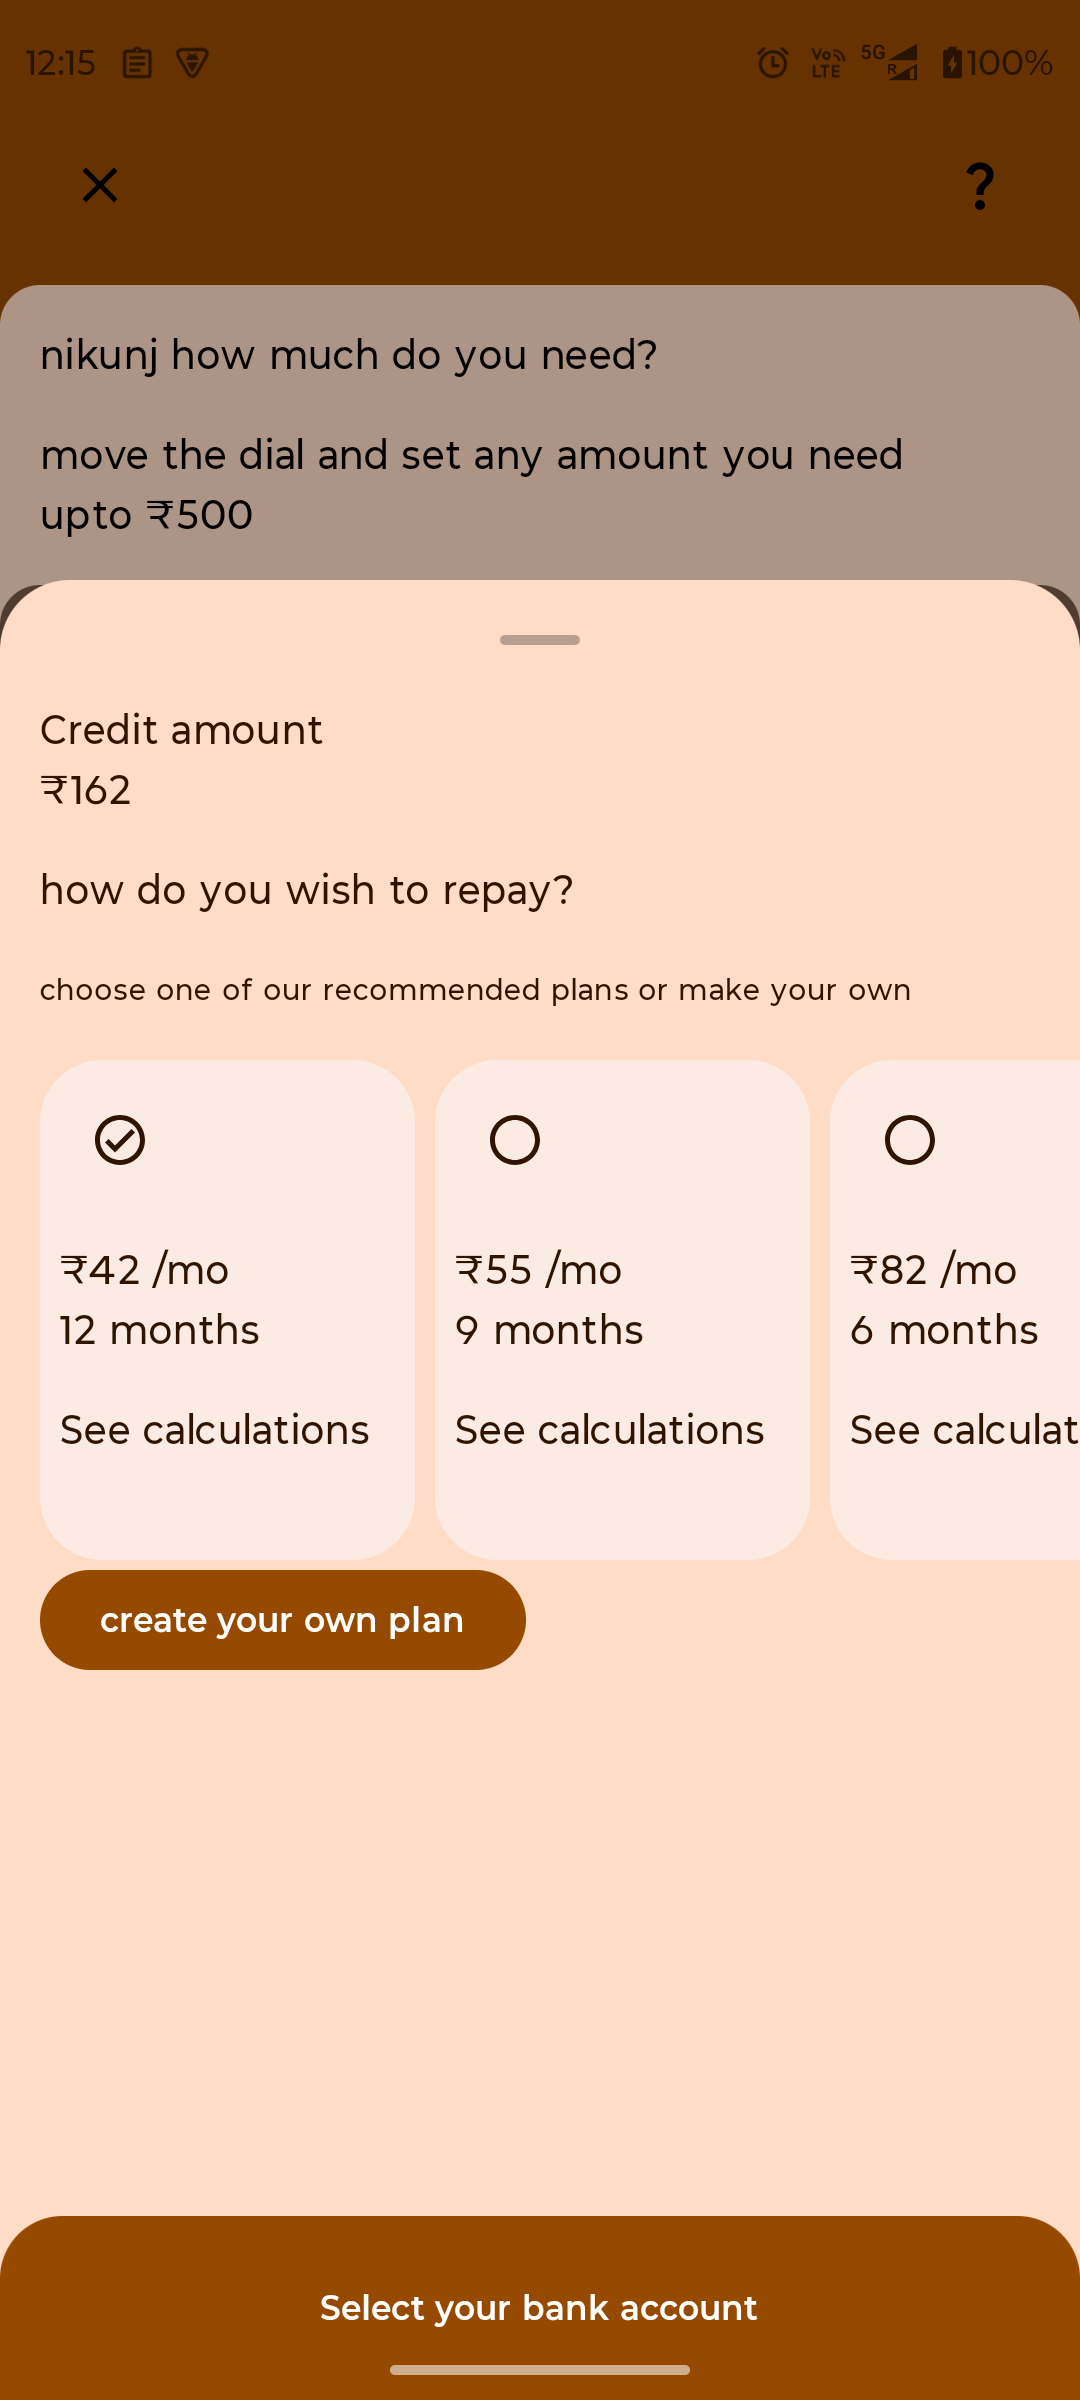 12:15
Vo LTE 5G R 100%
?
nikunj how much do you need?
move the dial and set any amount you need
upto ₹500
Credit amount
₹162
how do you wish to repay?
choose one of our recommended plans or make your own
₹42 /mo
12 months
See calculations
₹55 /mo
9 months
See calculations
₹82 /mo
6 months
See calculat
create your own plan
Select your bank account